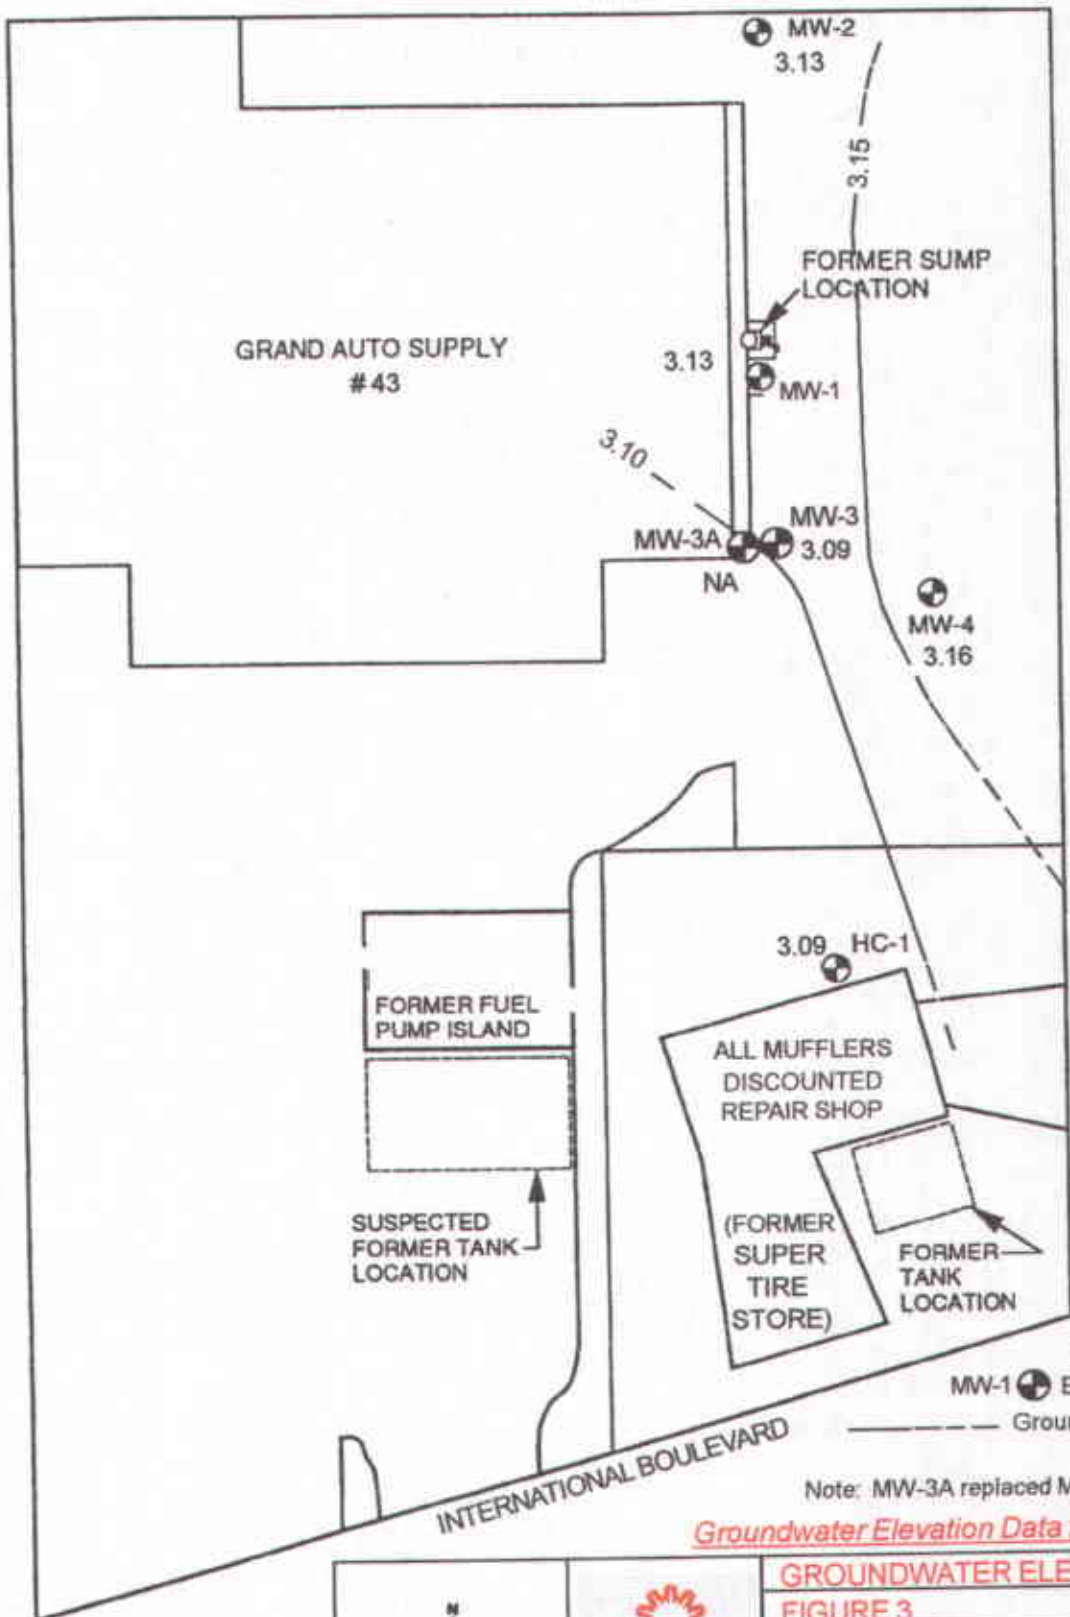 MW-2
3.13
3.15
FORMER SUMP
LOCATION
GRAND AUTO SUPPLY
#43
3.13
MW-1
3.10
MW-3
MW-3A
3.09
NA
MW-4
3.16
3.09 HC-1
FORMER FUEL
PUMP ISLAND
ALL MUFFLERS
DISCOUNTED
REPAIR SHOP
SUSPECTED
FORMER TANK
LOCATION
(FORMER
SUPER
TIRE
STORE)
FORMER
TANK
LOCATION
MW-1
INTERNATIONAL BOULEVARD
Note: MW-3A replaced
Groundwater Elevation Data
GROUNDWATER
FIGURE 3
N